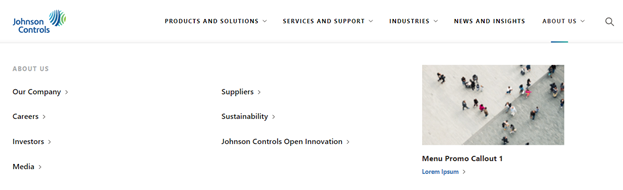 Johnson
Controls
PRODUCTS AND SOLUTIONS
SERVICES AND SUPPORT
INDUSTRIES
NEWS AND INSIGHTS
ABOUT US
ABOUT US
Our Company
Careers
Investors
Media
Suppliers
Sustainability
Johnson Controls Open Innovation
Menu Promo Callout 1
Lorem Ipsum